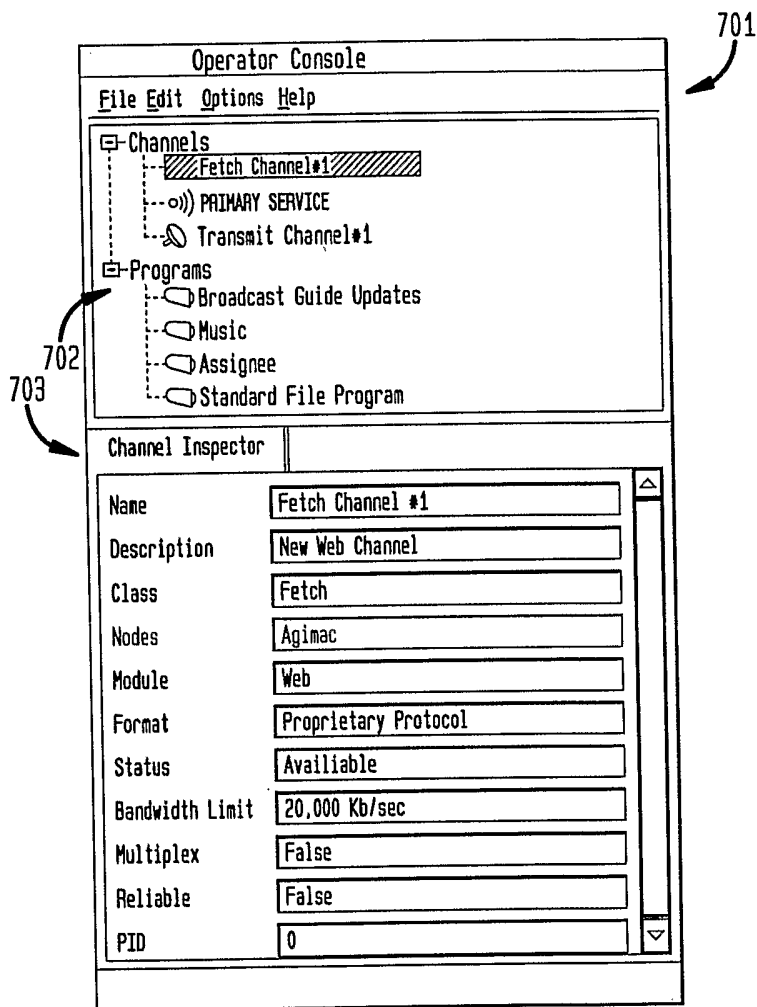 701
Operator Console
File Edit Options Help
Channels
Fetch Channel#1
PRIMARY SERVICE
Transmit Channel#1
Programs
Broadcast Guide Updates
Music
702
Assignee
703
Standard File Program
Channel Inspector
Name Fetch Channel #1
Description New Web Channel
Class Fetch
Nodes Agimac
Module Web
Format Proprietary Protocol
Status Availiable
Bandwidth Limit 20,000 Kb/sec
Multiplex False
Reliable False
PID 0